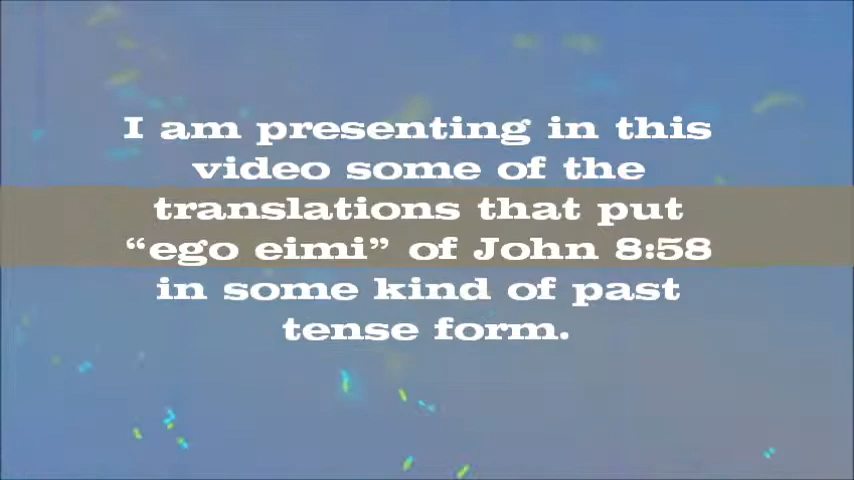 I am presenting in this
video some of the
translations that put
“ego eimi” of John 8:58
in some kind of past
tense form.